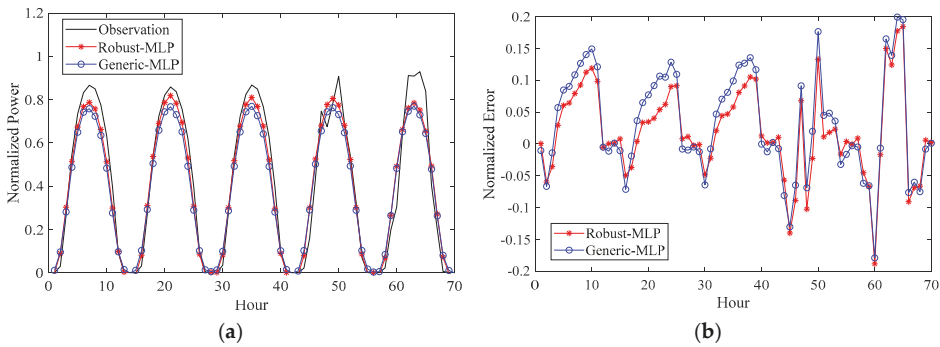 1.2
1
0.8
0.6
0.4
0.2
0
Normalized Power
Observation
Robust-MLP
Generic-MLP
0 10 20 30 40 50 60 70
Hour
(a)
0.2
0.15
0.1
0.05
0
-0.05
-0.1
-0.15
-0.2
Normalized Error
Robust-MLP
Generic-MLP
0 10 20 30 40 50 60 70
Hour
(b)